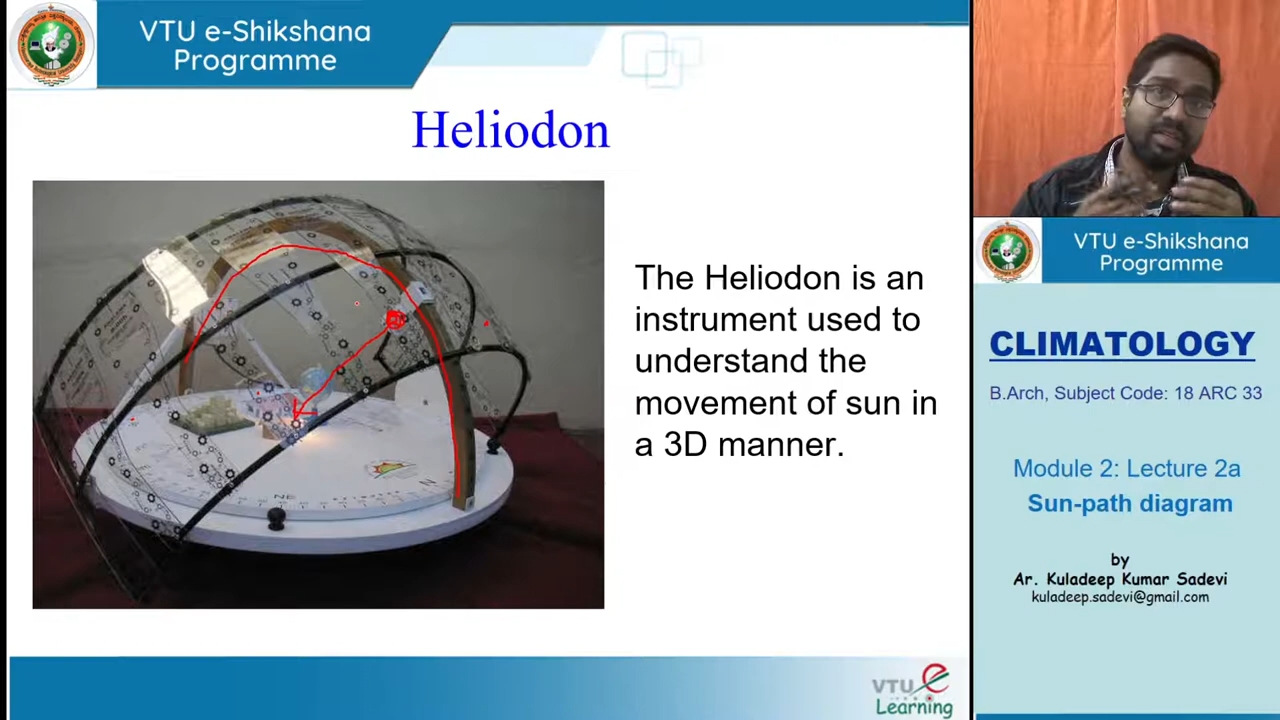 VTU e-Shikshana
Programme
Heliodon
The Heliodon is an
instrument used to
understand the
movement of sun in
a 3D manner.
NE
N
VTU e
Learning
VTU e-Shikshana
Programme
CLIMATOLOGY
B.Arch, Subject Code: 18 ARC 33
Module 2: Lecture 2a
Sun-path diagram
by
Ar. Kuladeep Kumar Sadevi
kuladeep.sadevi@gmail.com